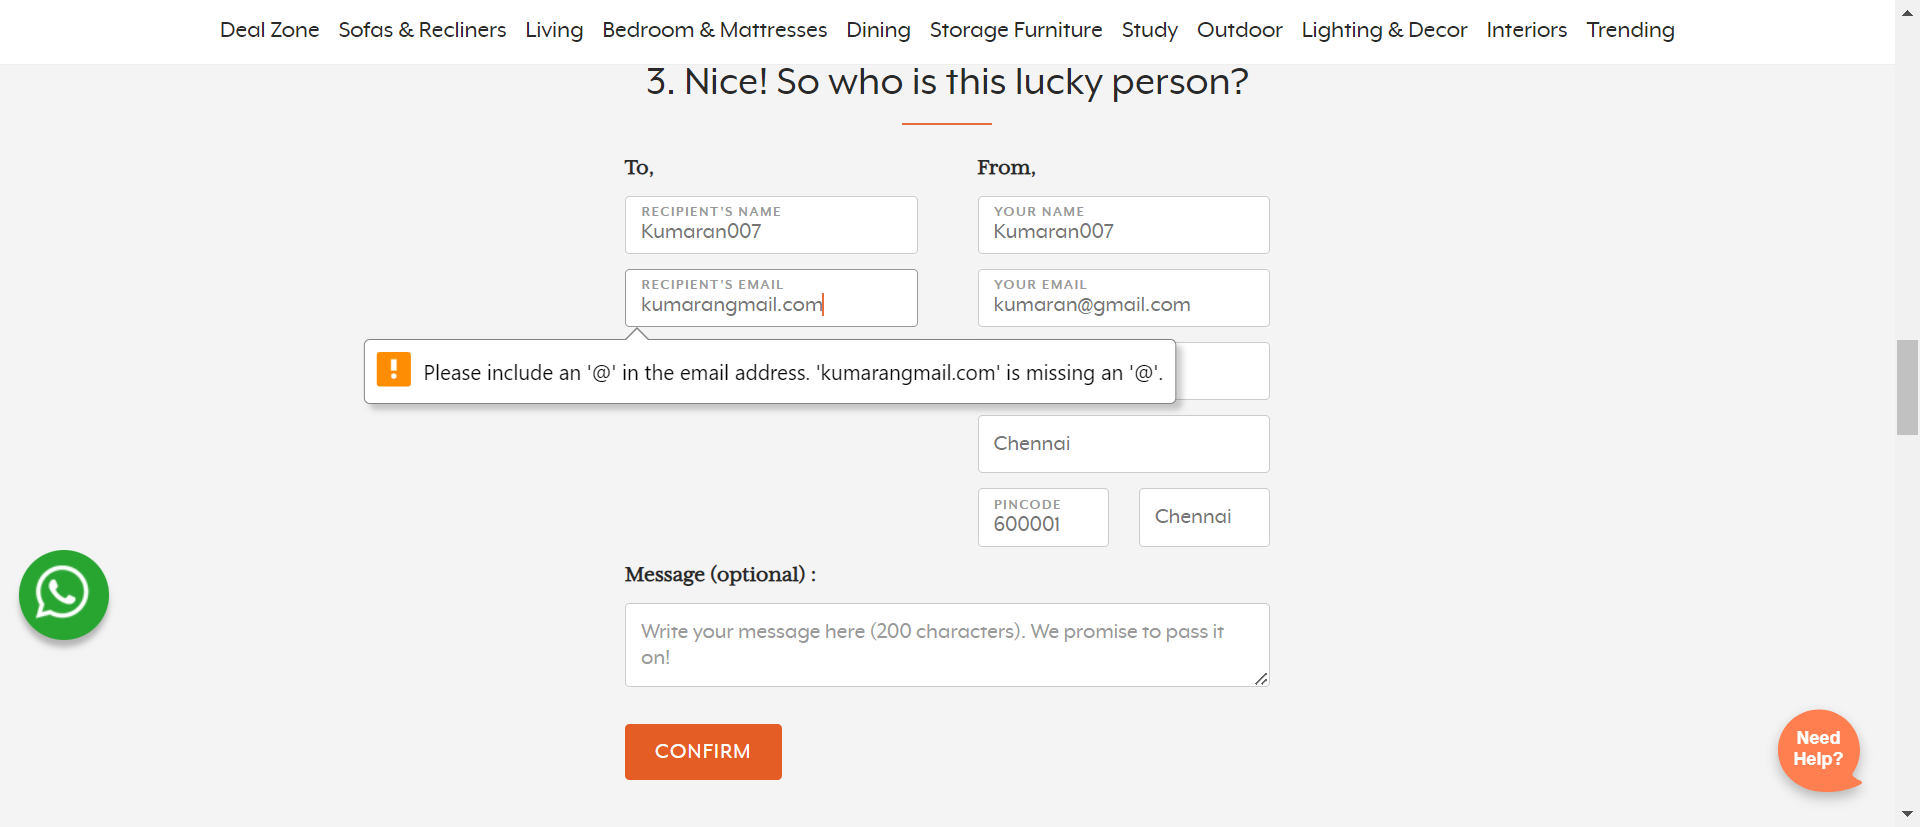 Deal Zone Sofas & Recliners Living Bedroom & Mattresses Dining Storage Furniture Study Outdoor Lighting & Decor Interiors Trending
3. Nice! So who is this lucky person?
To,
From,
RECIPIENT'S NAME
Kumaran007
YOUR NAME
Kumaran007
RECIPIENT'S EMAIL
kumarangmail.com
YOUR EMAIL
kumaran@gmail.com
Please include an '@' in the email address. 'kumarangmail.com' is missing an '@'.
Chennai
PINCODE
600001
Chennai
Message (optional) :
Write your message here (200 characters). We promise to pass it
on!
CONFIRM
Need
Help?